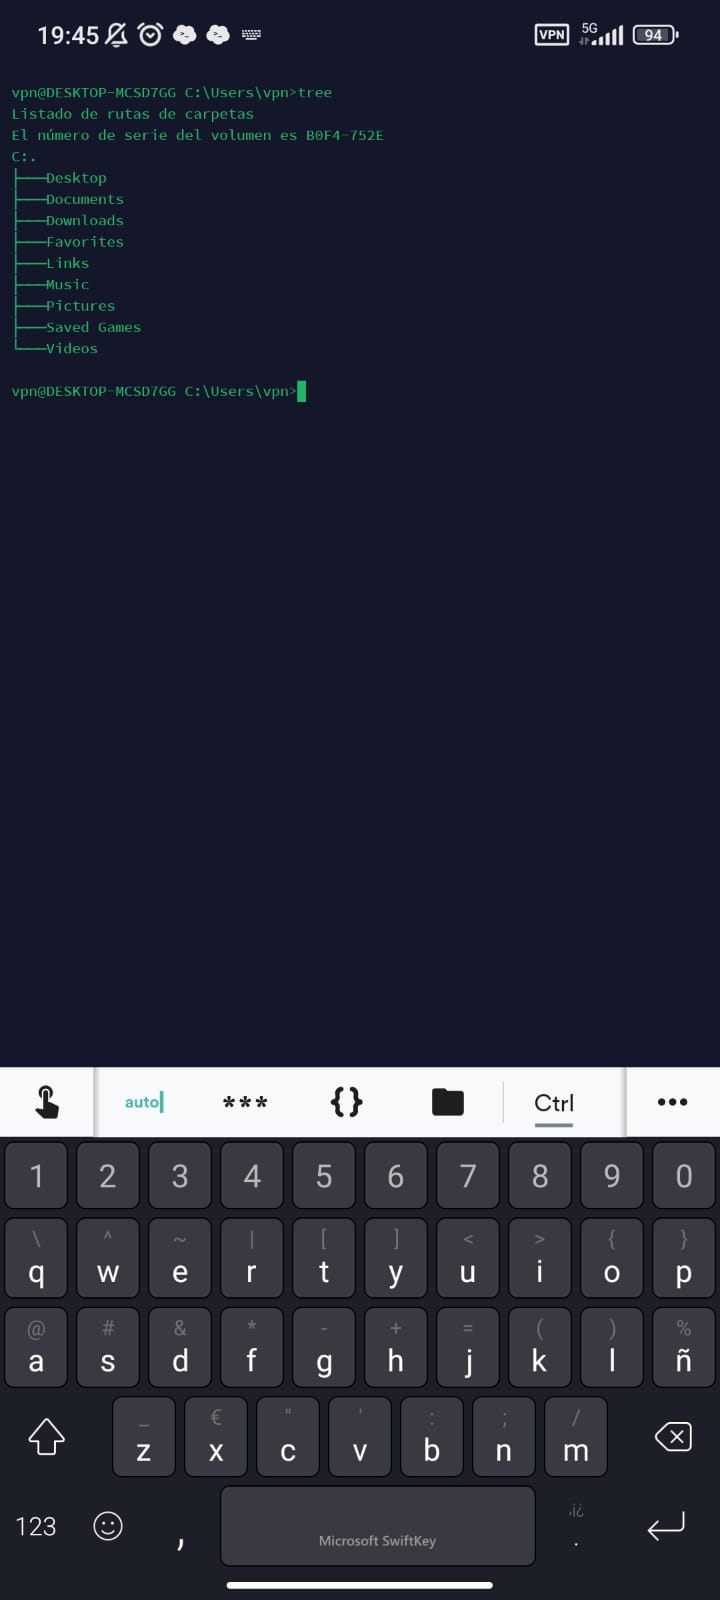 19:45 VPN 5G 94
vpn@DESKTOP-MCSD7GG C:\Users\vpn>tree
Listado de rutas de carpetas
El número de serie del volumen es B0F4-752E
C:.
├───Desktop
├───Documents
├───Downloads
├───Favorites
├───Links
├───Music
├───Pictures
├───Saved Games
└───Videos
vpn@DESKTOP-MCSD7GG C:\Users\vpn>
auto *** {} Ctrl •••
1 2 3 4 5 6 7 8 9 0
\ ^ ~ | [ ] < > { }
q w e r t y u i o p
@ # & * - + = ( ) %
a s d f g h j k l ñ
_ € " ' : ; /
z x c v b n m
123 , Microsoft SwiftKey .